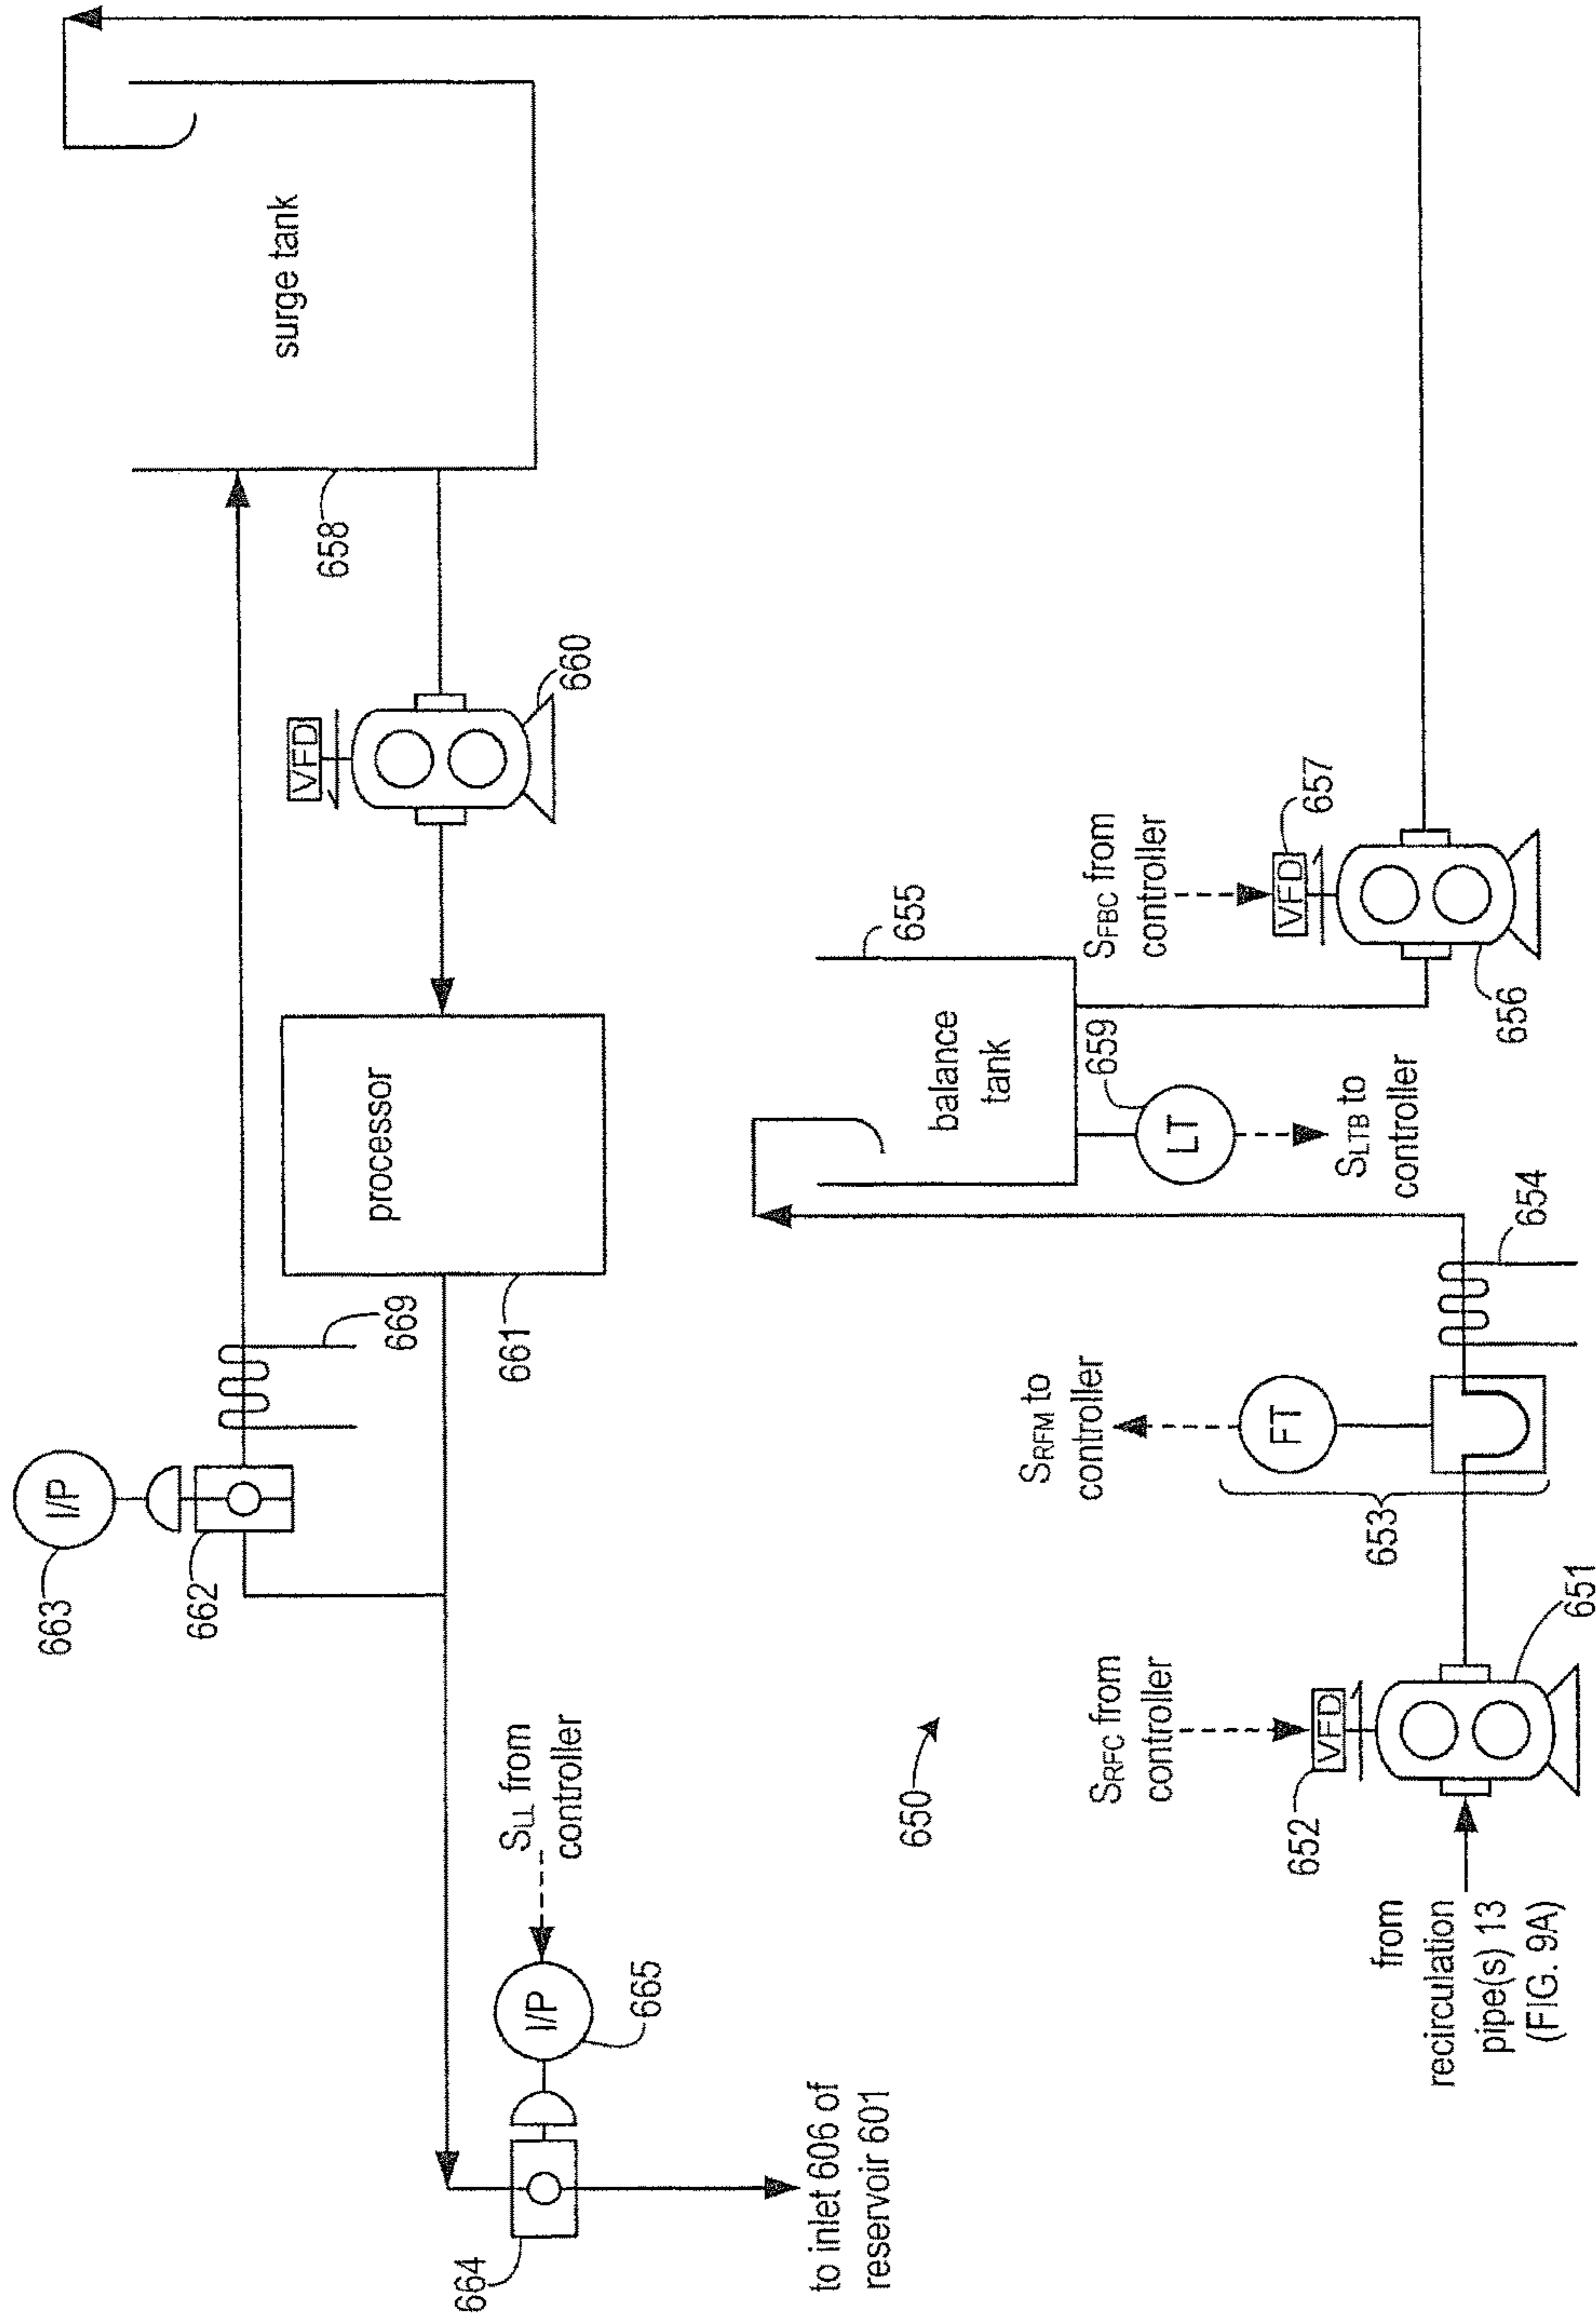 663
I/P
662
669
VFD
660
658
surge tank
processor
661
SLL from
controller
I/P
665
664
to inlet 606 of
reservoir 601
650
655
balance
tank
659
LT
SLTB to
controller
SFBC from
controller
VFD
657
656
SRFC from
controller
652
VFD
651
SRFM to
controller
FT
653
654
from
recirculation
pipe(s) 13
(FIG. 9A)